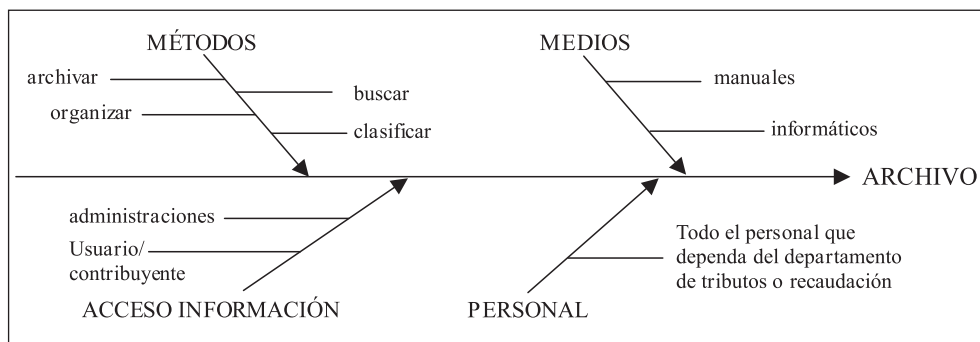 MÉTODOS
MEDIOS
archivar
buscar
organizar
clasificar
manuales
informáticos
ARCHIVO
administraciones
Usuario/
contribuyente
ACCESO INFORMACIÓN
Todo el personal que
dependa del departamento
de tributos o recaudación
PERSONAL